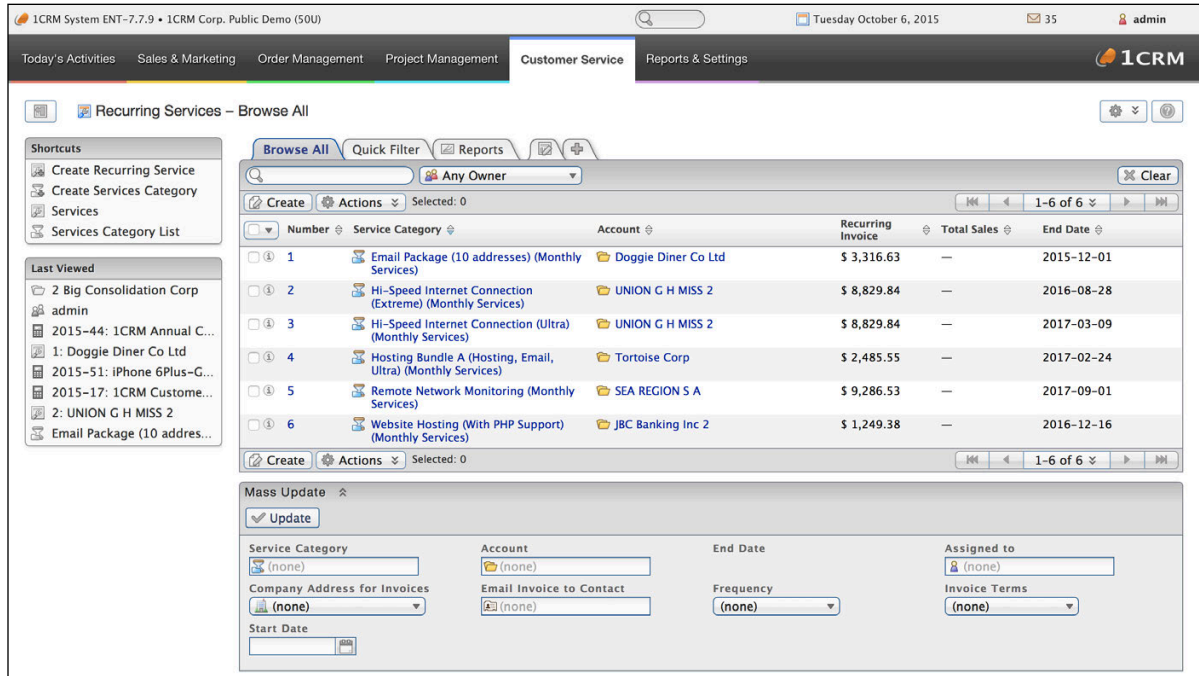 1CRM System ENT-7.7.9 • 1CRM Corp. Public Demo (50U)
Tuesday October 6, 2015
35
admin
Today's Activities
Sales & Marketing
Order Management
Project Management
Customer Service
Reports & Settings
1CRM
Recurring Services – Browse All
Shortcuts
Create Recurring Service
Create Services Category
Services
Services Category List
Last Viewed
2 Big Consolidation Corp
admin
2015-44: 1CRM Annual C...
1: Doggie Diner Co Ltd
2015-51: iPhone 6Plus-G...
2015-17: 1CRM Custome...
2: UNION G H MISS 2
Email Package (10 addres...
Browse All
Quick Filter
Reports
Any Owner
Clear
Create
Actions
Selected: 0
1-6 of 6
Number
Service Category
Account
Recurring
Invoice
Total Sales
End Date
1
Email Package (10 addresses) (Monthly
Services)
Doggie Diner Co Ltd
$ 3,316.63
—
2015-12-01
2
Hi-Speed Internet Connection
(Extreme) (Monthly Services)
UNION G H MISS 2
$ 8,829.84
—
2016-08-28
3
Hi-Speed Internet Connection (Ultra)
(Monthly Services)
UNION G H MISS 2
$ 8,829.84
—
2017-03-09
4
Hosting Bundle A (Hosting, Email,
Ultra) (Monthly Services)
Tortoise Corp
$ 2,485.55
—
2017-02-24
5
Remote Network Monitoring (Monthly
Services)
SEA REGION S A
$ 9,286.53
—
2017-09-01
6
Website Hosting (With PHP Support)
(Monthly Services)
JBC Banking Inc 2
$ 1,249.38
—
2016-12-16
Create
Actions
Selected: 0
1-6 of 6
Mass Update
Update
Service Category
(none)
Account
(none)
End Date
Assigned to
(none)
Company Address for Invoices
(none)
Email Invoice to Contact
(none)
Frequency
(none)
Invoice Terms
(none)
Start Date